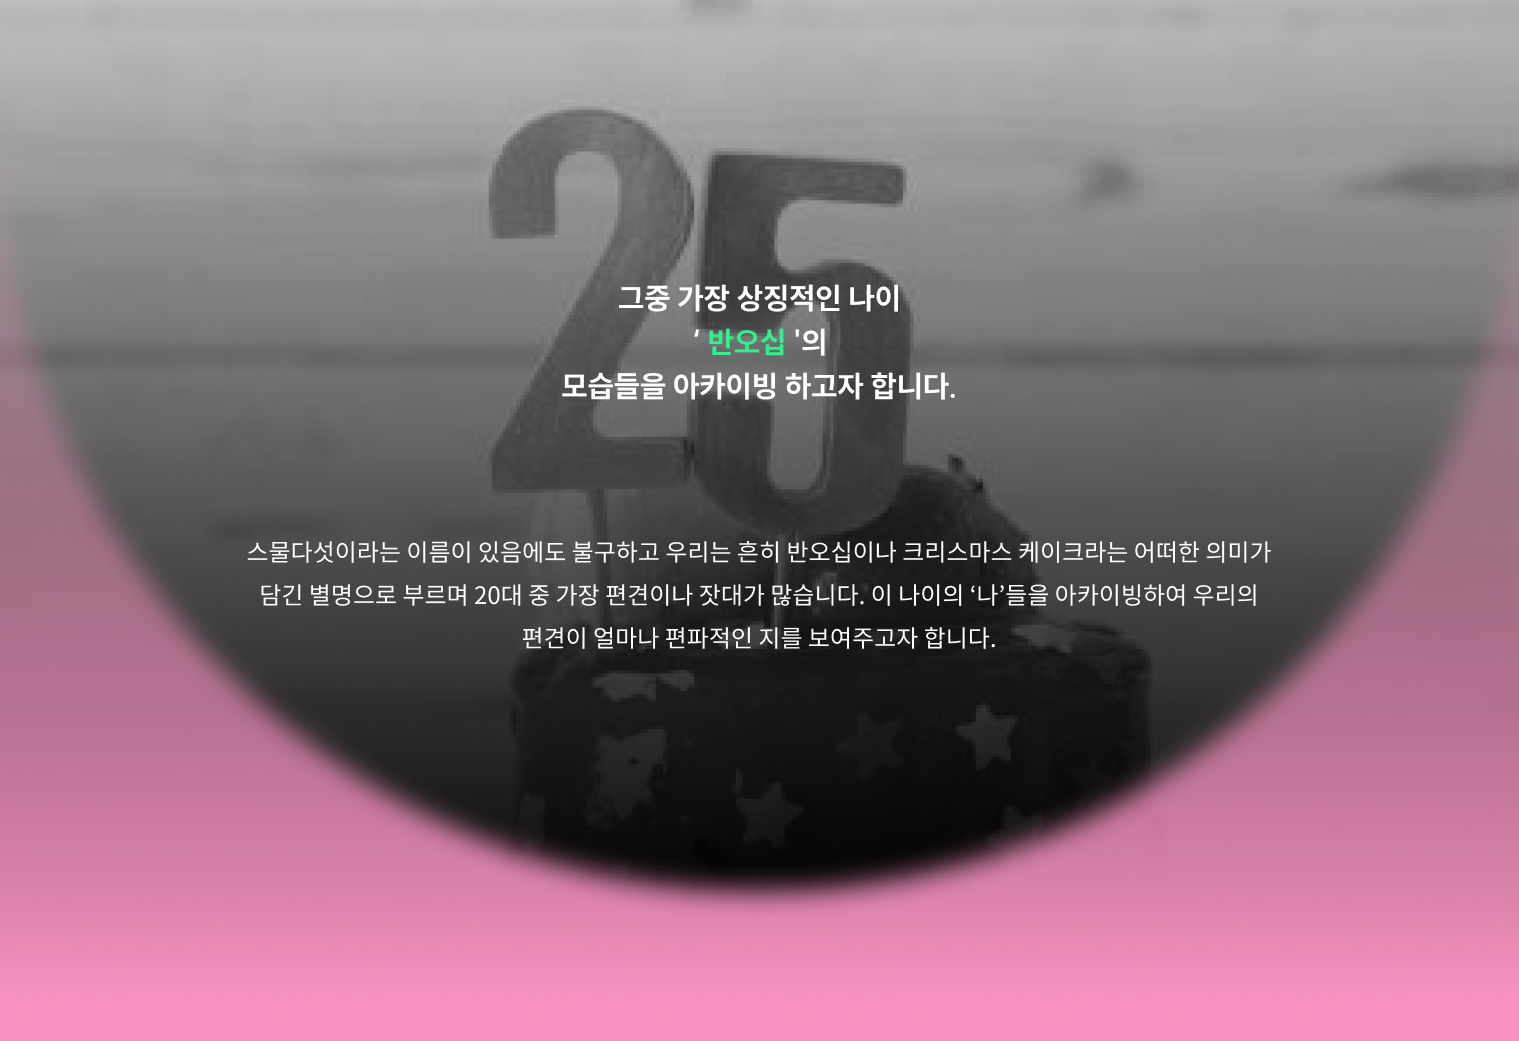 25
그중 가장 상징적인 나이
‘ 반오십 '의
모습들을 아카이빙 하고자 합니다.
스물다섯이라는 이름이 있음에도 불구하고 우리는 흔히 반오십이나 크리스마스 케이크라는 어떠한 의미가
담긴 별명으로 부르며 20대 중 가장 편견이나 잣대가 많습니다. 이 나이의 ‘나’들을 아카이빙하여 우리의
편견이 얼마나 편파적인 지를 보여주고자 합니다.